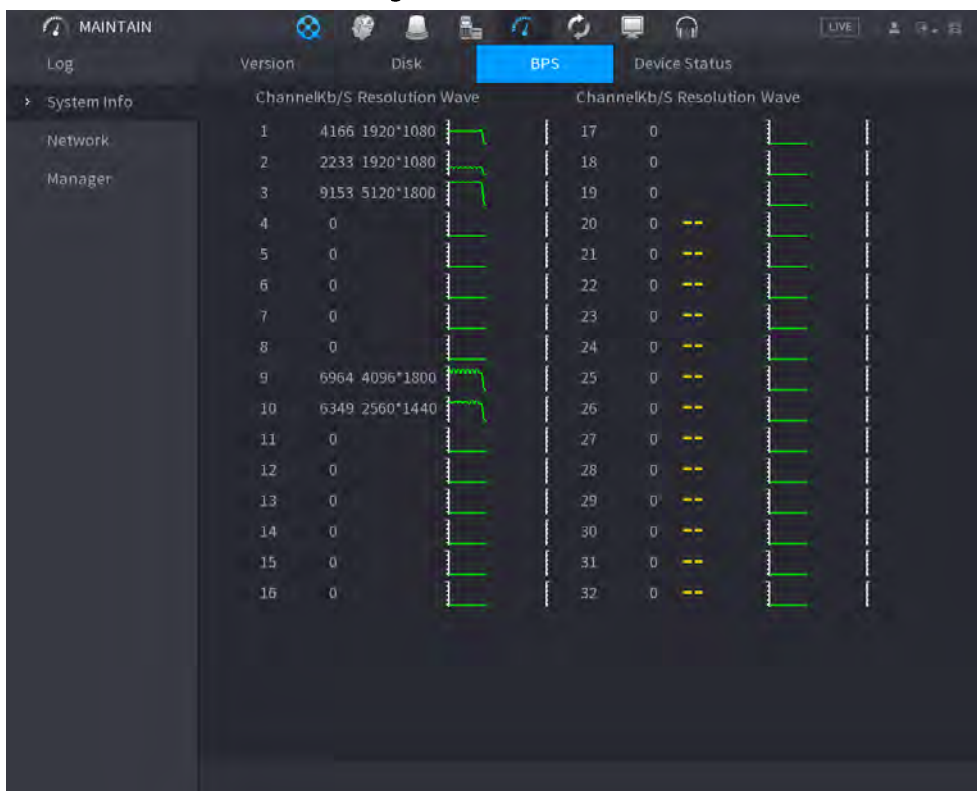 MAINTAIN LIVE
Log Version Disk BPS Device Status
System Info
Network
Manager
ChannelKb/S Resolution Wave ChannelKb/S Resolution Wave
1 4166 1920*1080 17 0
2 2233 1920*1080 18 0
3 9153 5120*1800 19 0
4 0 20 0 --
5 0 21 0 --
6 0 22 0 --
7 0 23 0 --
8 0 24 0 --
9 6964 4096*1800 25 0 --
10 6349 2560*1440 26 0 --
11 0 27 0 --
12 0 28 0 --
13 0 29 0 --
14 0 30 0 --
15 0 31 0 --
16 0 32 0 --